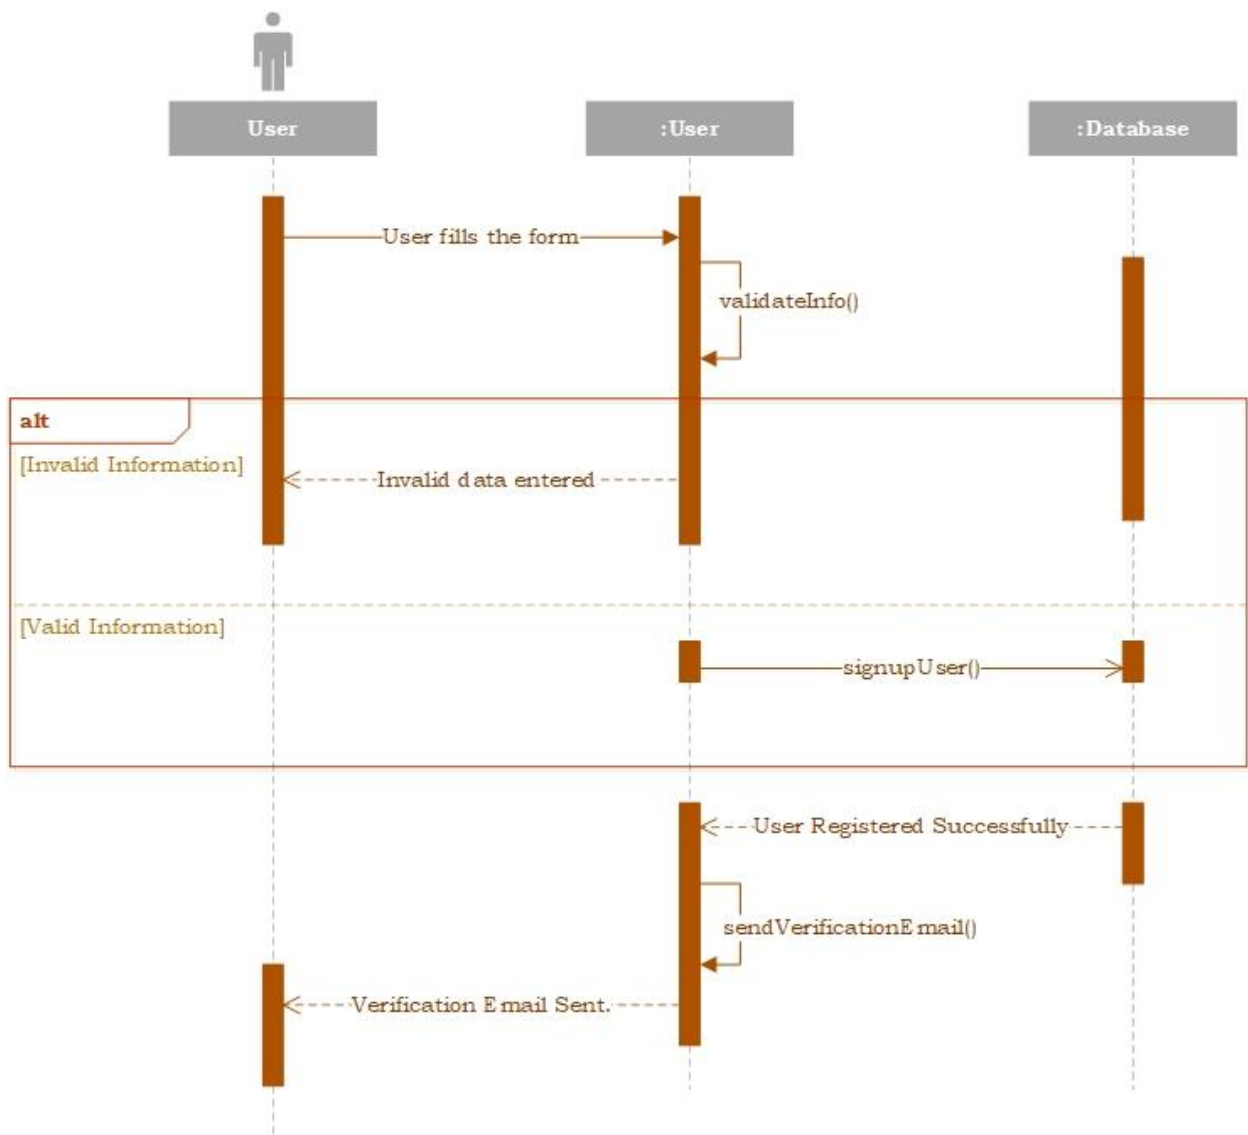 User
:User
:Database
User fills the form
validateInfo()
alt
[Invalid Information]
Invalid data entered
[Valid Information]
signupUser()
User Registered Successfully
sendVerificationEmail()
Verification Email Sent.